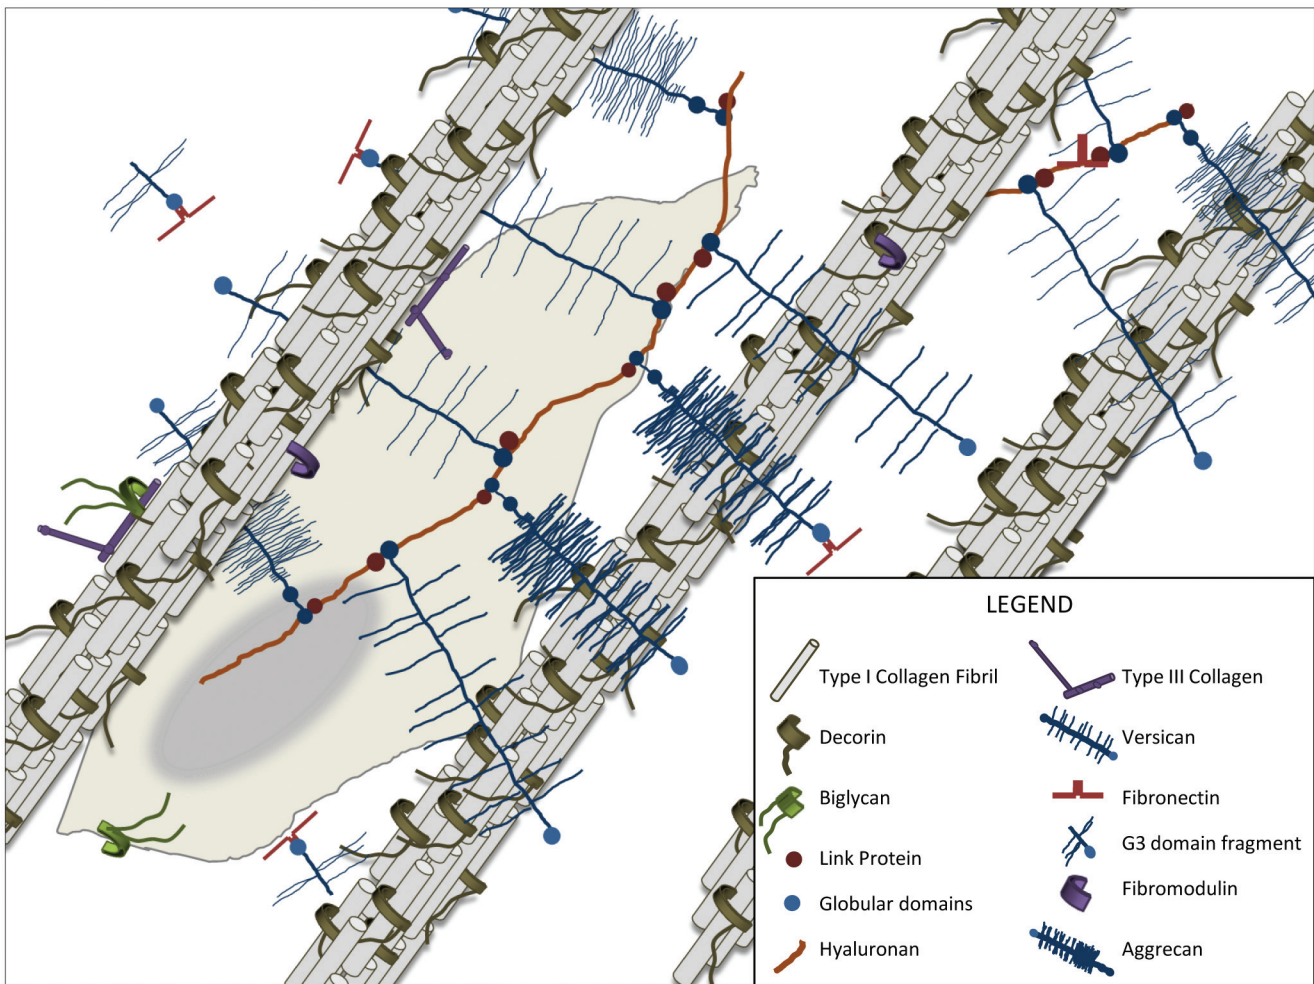 LEGEND
Type I Collagen Fibril
Type III Collagen
Decorin
Versican
Biglycan
Fibronectin
G3 domain fragment
Link Protein
Fibromodulin
Globular domains
Hyaluronan
Aggrecan